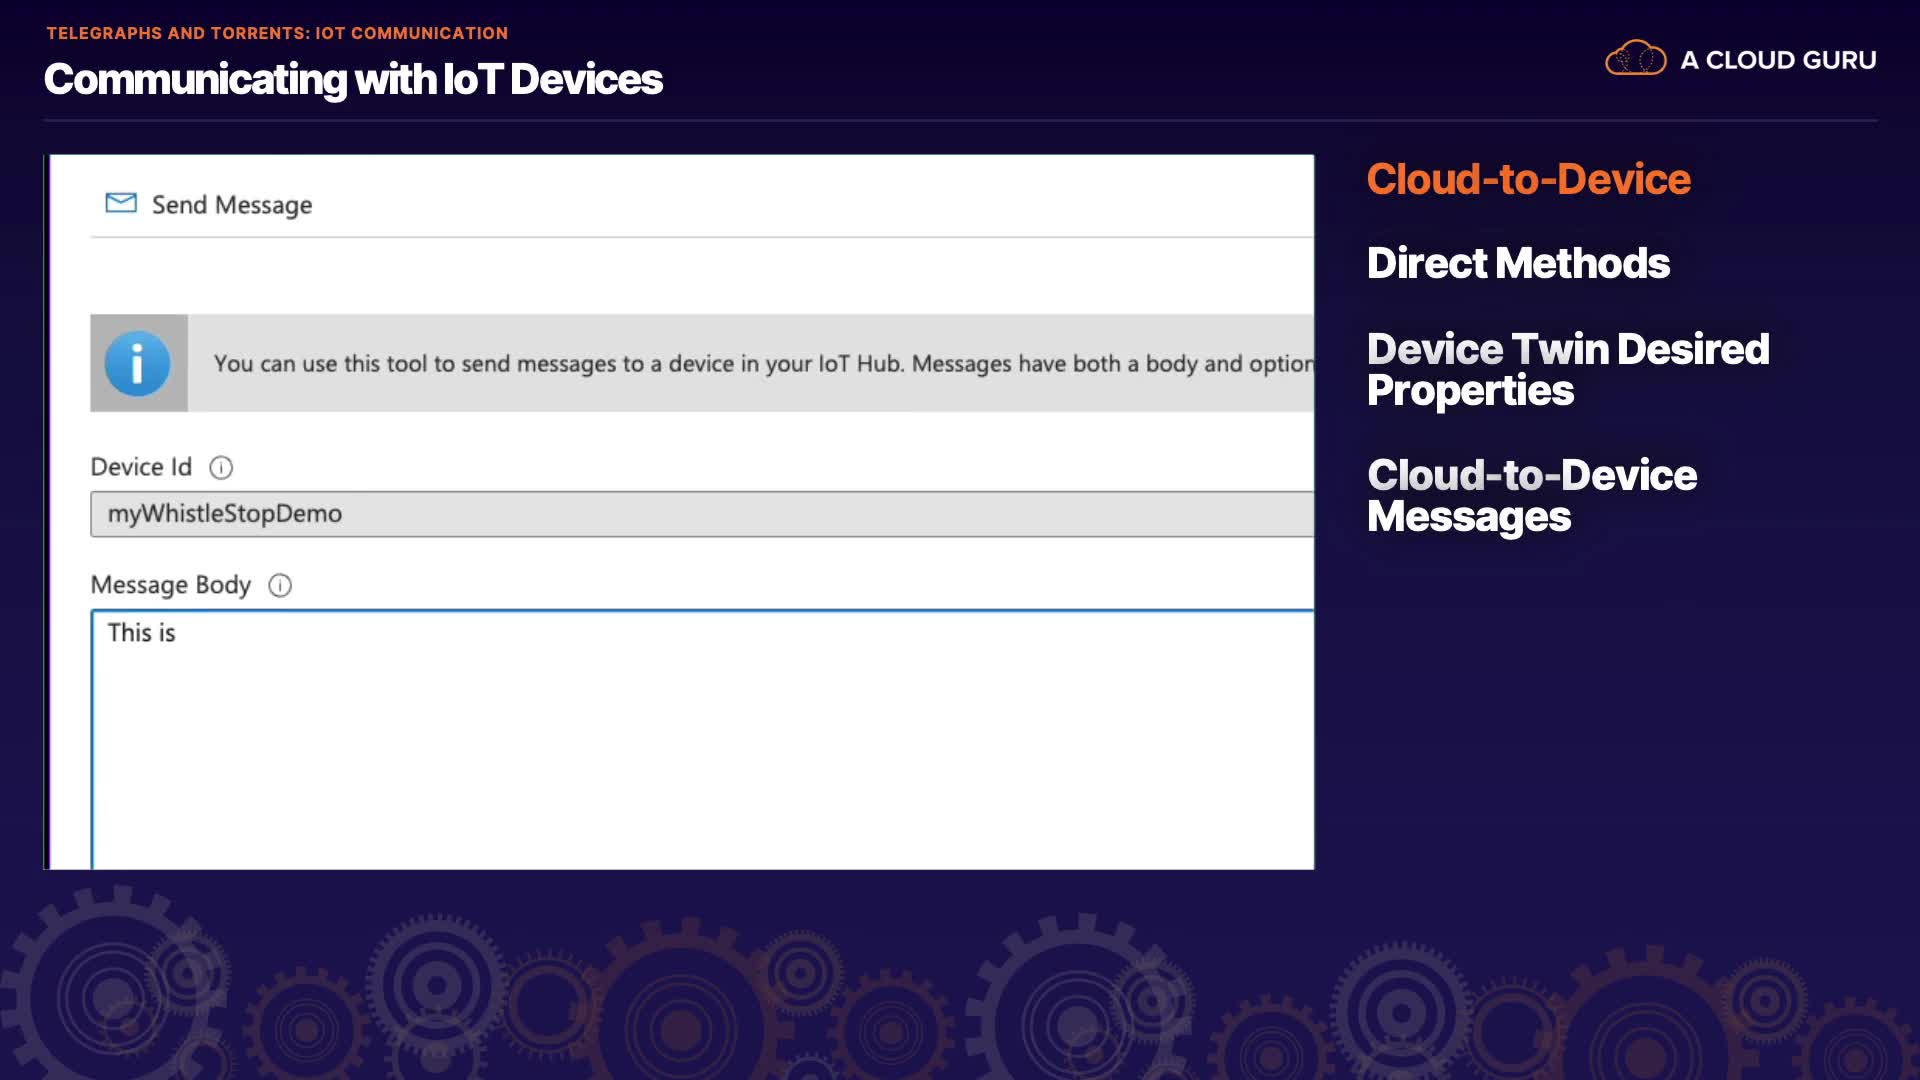 TELEGRAPHS AND TORRENTS: IOT COMMUNICATION
Communicating with IoT Devices
A CLOUD GURU
Send Message
You can use this tool to send messages to a device in your IoT Hub. Messages have both a body and option
Device Id
myWhistleStopDemo
Message Body
This is
Cloud-to-Device
Direct Methods
Device Twin Desired
Properties
Cloud-to-Device
Messages